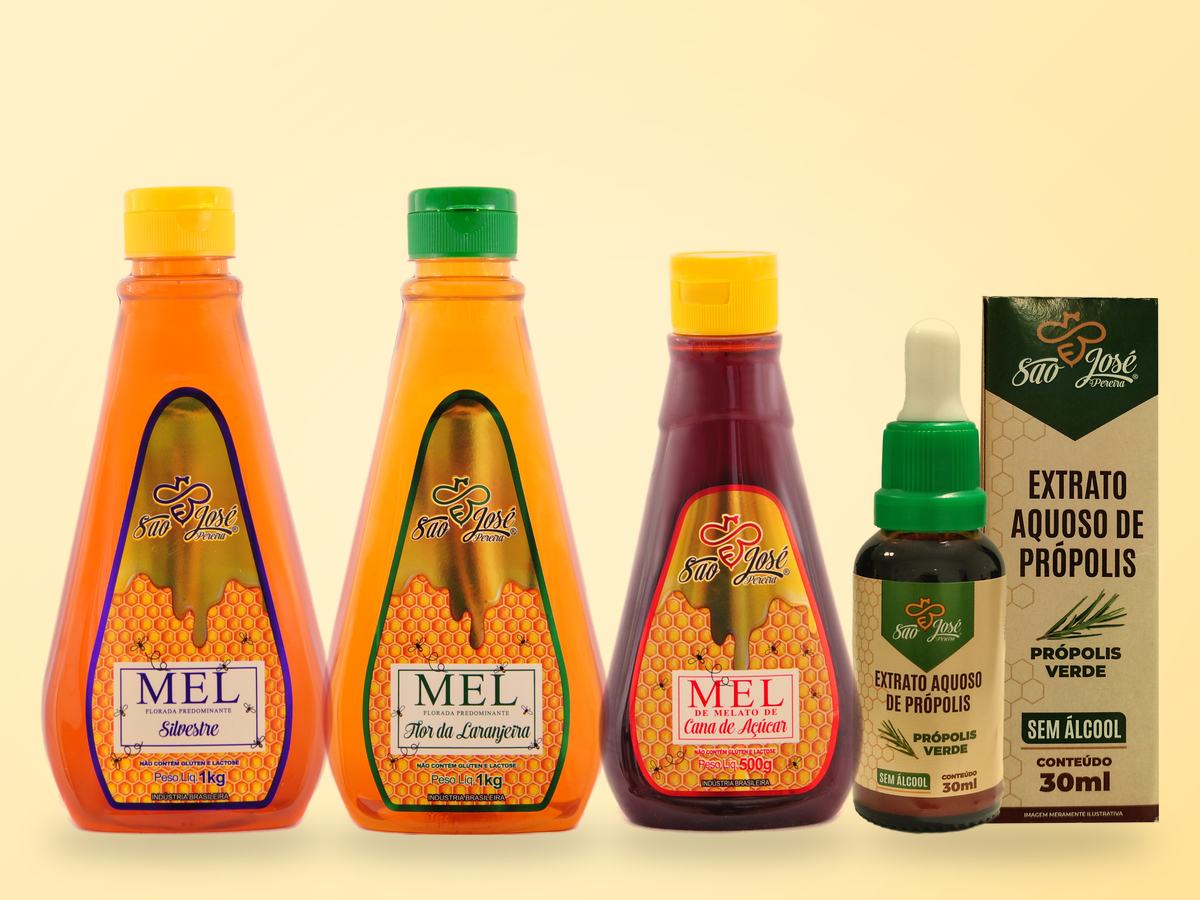 São José
Pereira
MEL
FLORADA PREDOMINANTE
Silvestre
NÃO CONTÉM GLÚTEN E LACTOSE
Peso Líq. 1kg
INDÚSTRIA BRASILEIRA
São José
Pereira
MEL
FLORADA PREDOMINANTE
Flor da Laranjeira
NÃO CONTÉM GLÚTEN E LACTOSE
Peso Líq. 1kg
INDÚSTRIA BRASILEIRA
São José
Pereira
MEL
DE MELATO DE
Cana de Açúcar
NÃO CONTÉM GLÚTEN E LACTOSE
Peso Líq. 500g
INDÚSTRIA BRASILEIRA
São José
Pereira
EXTRATO AQUOSO
DE PRÓPOLIS
PRÓPOLIS
VERDE
SEM ÁLCOOL
CONTEÚDO
30ml
São José
Pereira
EXTRATO
AQUOSO DE
PRÓPOLIS
PRÓPOLIS
VERDE
SEM ÁLCOOL
CONTEÚDO
30ml
IMAGEM MERAMENTE ILUSTRATIVA